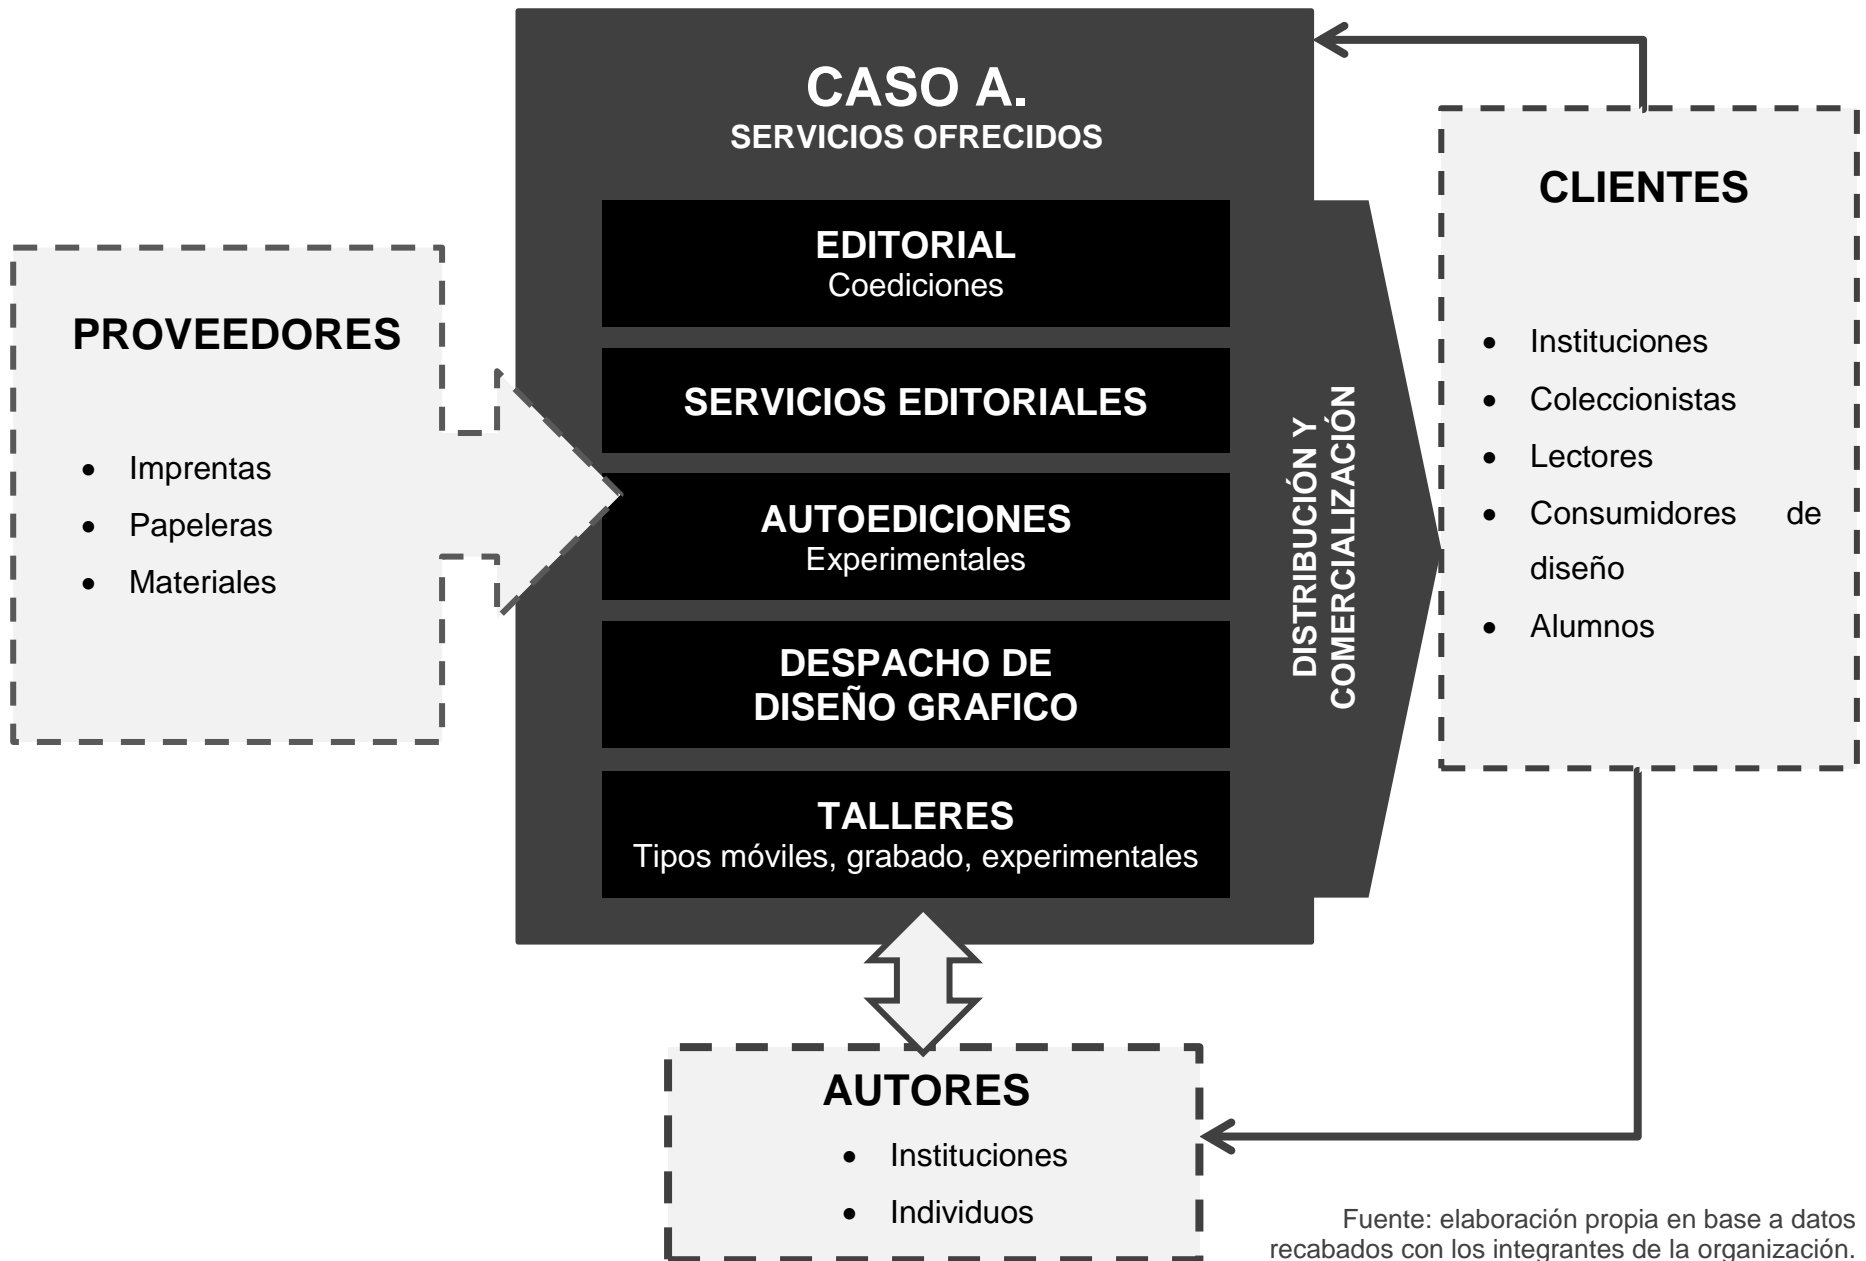 CASO A.
SERVICIOS OFRECIDOS
EDITORIAL
Coediciones
SERVICIOS EDITORIALES
AUTOEDICIONES
Experimentales
DESPACHO DE
DISEÑO GRAFICO
TALLERES
Tipos móviles, grabado, experimentales
PROVEEDORES
• Imprentas
• Papeleras
• Materiales
DISTRIBUCIÓN Y
COMERCIALIZACIÓN
CLIENTES
• Instituciones
• Coleccionistas
• Lectores
• Consumidores de
diseño
• Alumnos
AUTORES
• Instituciones
• Individuos
Fuente: elaboración propia en base a datos
recabados con los integrantes de la organización.